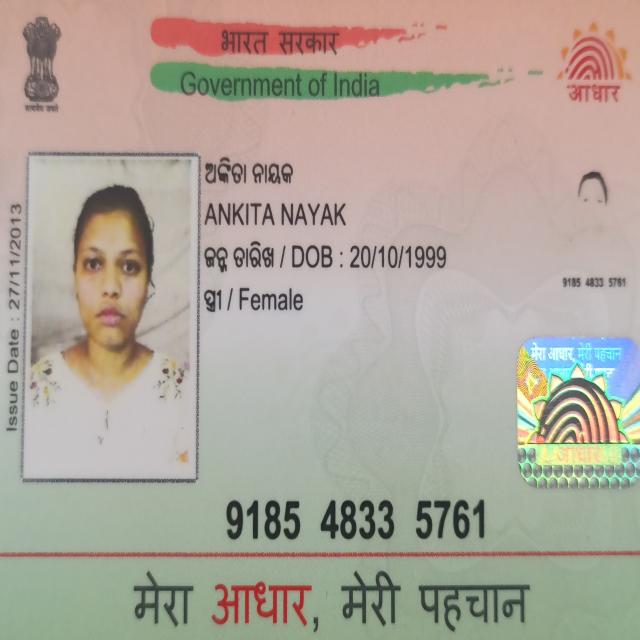 भारत सरकार
Government of India
सत्यमेव जयते
आधार
ଅଙ୍କିତା ନାୟକ
ANKITA NAYAK
ଜନ୍ମ ତାରିଖ / DOB : 20/10/1999
ସ୍ତ୍ରୀ / Female
Issue Date : 27/11/2013
9185 4833 5761
मेरा आधार, मेरी पहचान
आधार
9185 4833 5761
मेरा आधार, मेरी पहचान